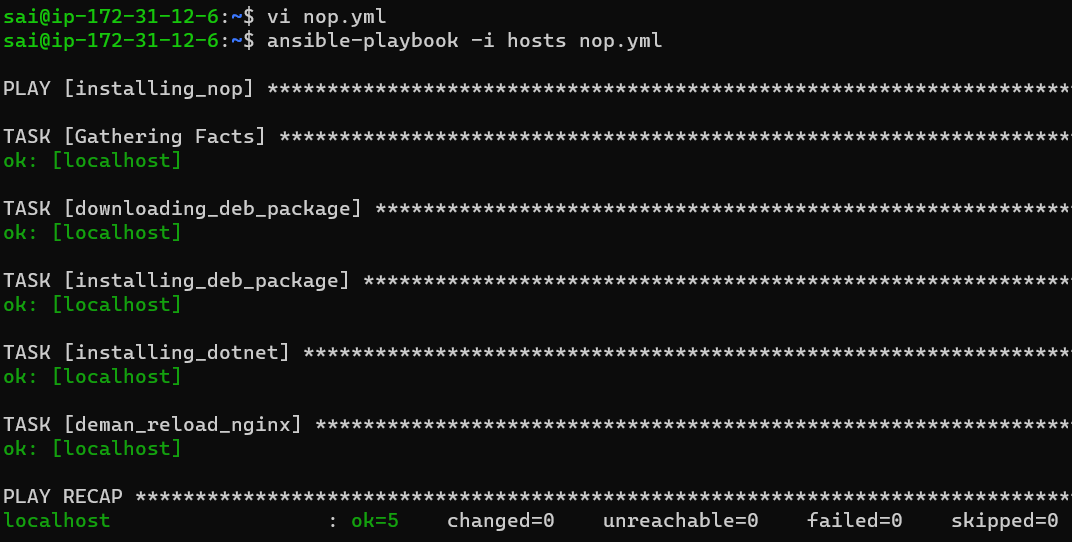 sai@ip-172-31-12-6:~$ vi nop.yml
sai@ip-172-31-12-6:~$ ansible-playbook -i hosts nop.yml
PLAY [installing_nop] *******************************************************************
TASK [Gathering Facts] ******************************************************************
ok: [localhost]
TASK [downloading_deb_package] **********************************************************
ok: [localhost]
TASK [installing_deb_package] ***********************************************************
ok: [localhost]
TASK [installing_dotnet] ****************************************************************
ok: [localhost]
TASK [deman_reload_nginx] ***************************************************************
ok: [localhost]
PLAY RECAP ******************************************************************************
localhost                  : ok=5    changed=0    unreachable=0    failed=0    skipped=0